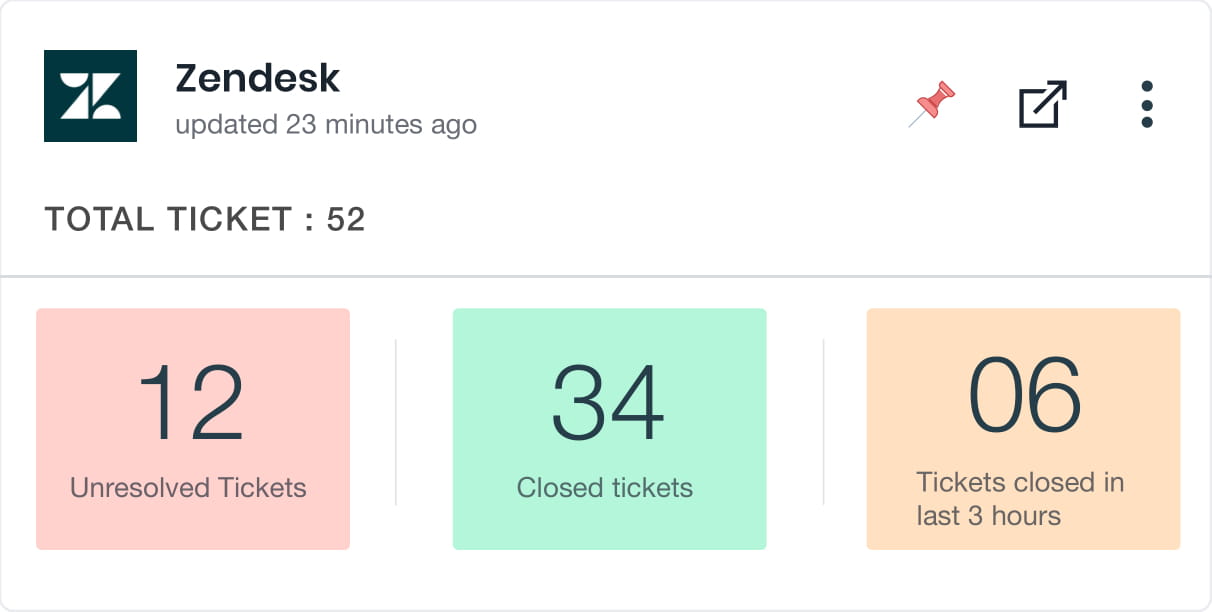 Zendesk
updated 23 minutes ago
TOTAL TICKET : 52
12
Unresolved Tickets
34
Closed tickets
06
Tickets closed in
last 3 hours